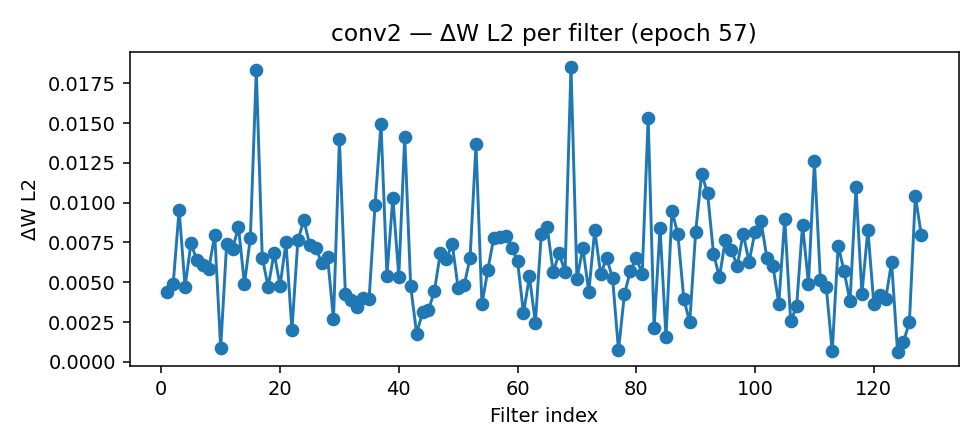 conv2 — ΔW L2 per filter (epoch 57)
ΔW L2
0.0175
0.0150
0.0125
0.0100
0.0075
0.0050
0.0025
0.0000
0 20 40 60 80 100 120
Filter index